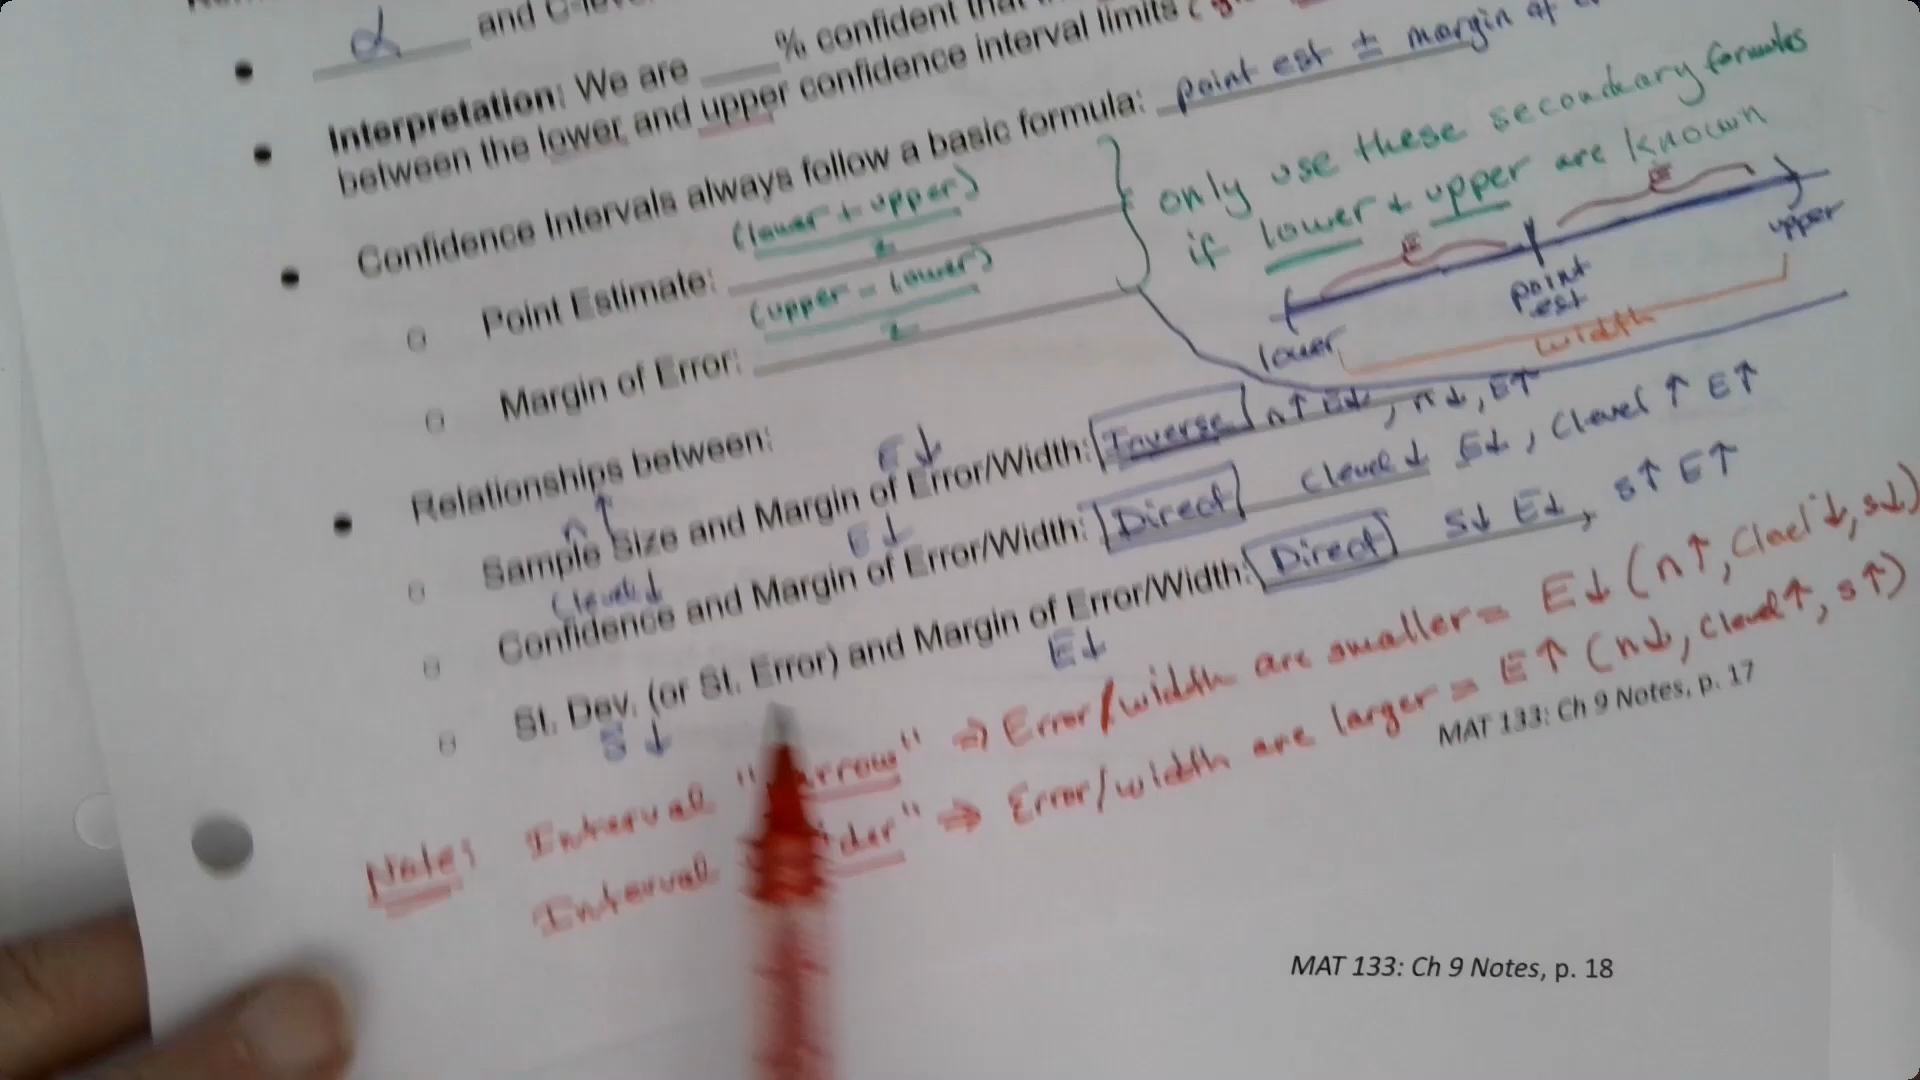 α and C-lev
Interpretation: We are ___% confident that
between the lower and upper confidence interval limits (
Confidence Intervals always follow a basic formula: point est ± margin of
Point Estimate: (lower + upper) / 2
Margin of Error: (upper - lower) / 2
only use these secondary formulas
if lower + upper are known
E E
lower point est upper
width
Relationships between:
n ↑ E ↓
Sample Size and Margin of Error/Width: Inverse n↑ E↓, n↓, E↑
Clevel ↓ E ↓
Confidence and Margin of Error/Width: Direct Clevel ↓ E↓, Clevel ↑ E↑
St. Dev. (or St. Error) and Margin of Error/Width: Direct s↓ E↓, s↑ E↑
s ↓ E↓
Note: Interval "rrow" ⇒ Error/width are smaller = E↓ (n↑, Clevel ↓, s↓)
Interval der" ⇒ Error/width are larger = E↑ (n↓, Clevel↑, s↑)
MAT 133: Ch 9 Notes, p. 17
MAT 133: Ch 9 Notes, p. 18